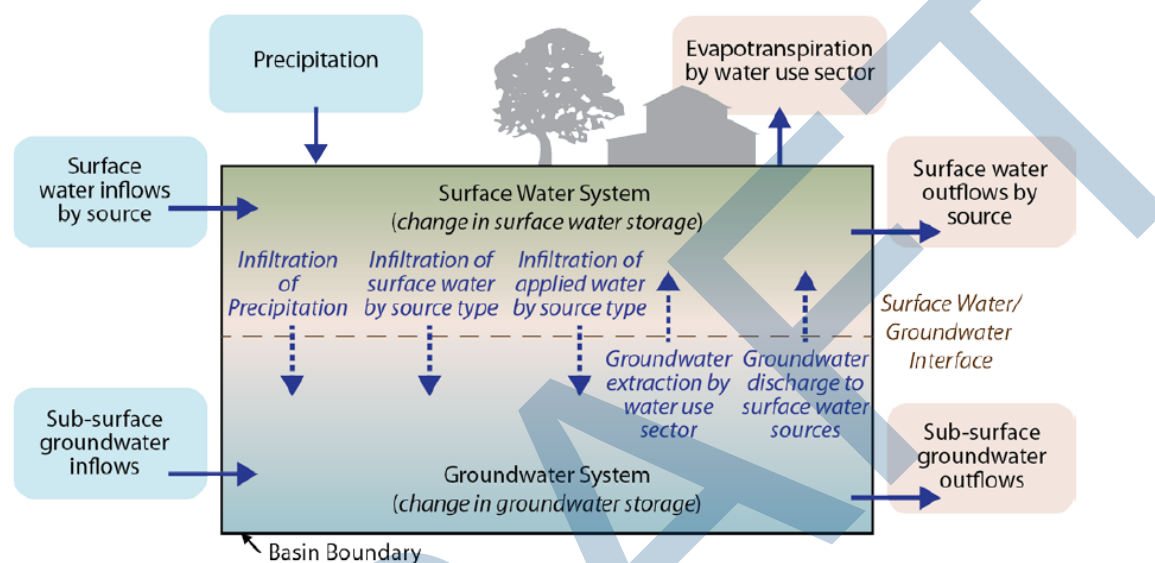 Precipitation
Evapotranspiration
by water use sector
Surface
water inflows
by source
Surface water
outflows by
source
Surface Water System
(change in surface water storage)
Infiltration
of
Precipitation
Infiltration of
surface water
by source type
Infiltration of
applied water
by source type
Surface Water/
Groundwater
Interface
Groundwater
extraction by
water use
sector
Groundwater
discharge to
surface water
sources
Sub-surface
groundwater
inflows
Sub-surface
groundwater
outflows
Groundwater System
(change in groundwater storage)
Basin Boundary